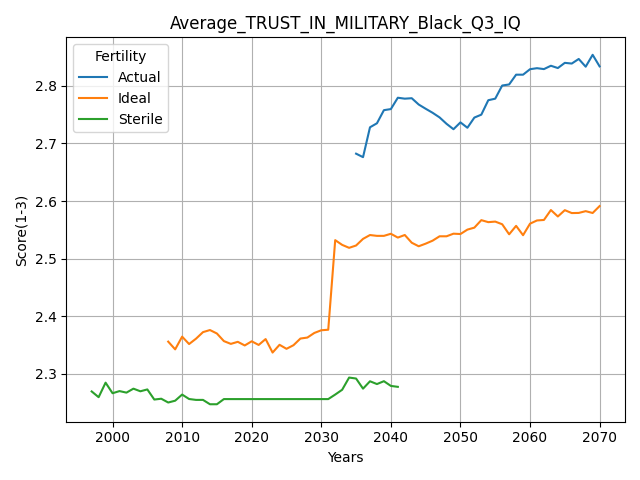 Average_TRUST_IN_MILITARY_Black_Q3_IQ
Fertility
Actual
Ideal
Sterile
Score(1-3)
2.8
2.7
2.6
2.5
2.4
2.3
2000 2010 2020 2030 2040 2050 2060 2070
Years